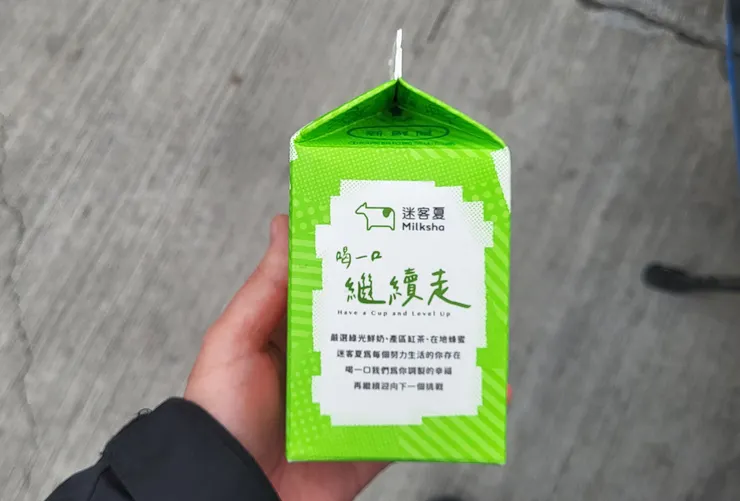 迷客夏
Milksha
喝一口
繼續走
Have a Cup and Level Up
嚴選綠光鮮奶、產區紅茶、在地蜂蜜
迷客夏為每個努力生活的你存在
喝一口我們為你調製的幸福
再繼續迎向下一個挑戰